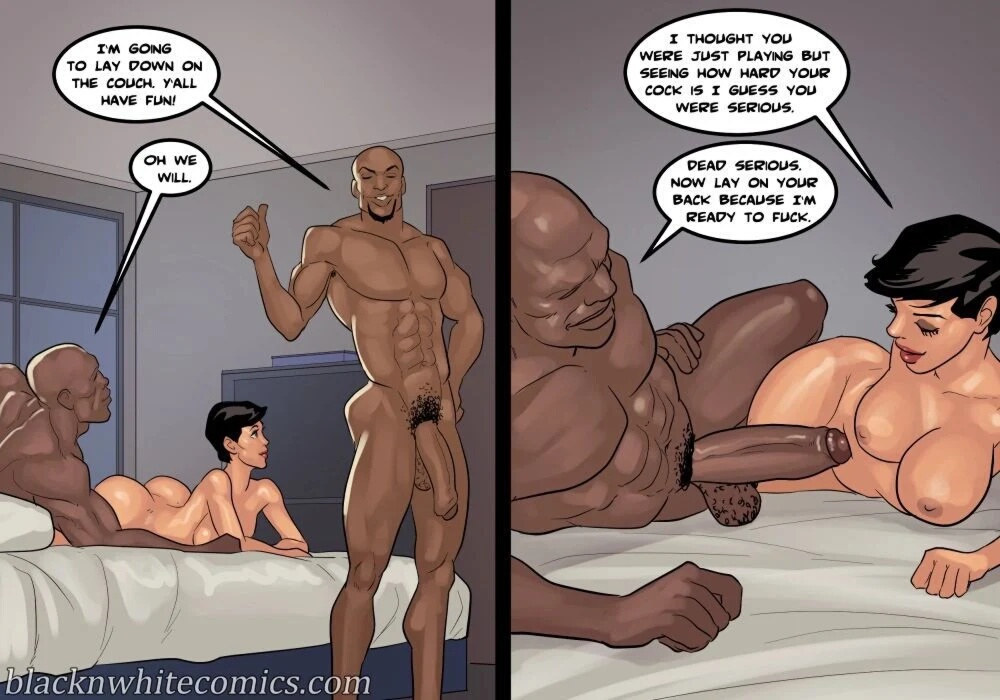 I'M GOING
TO LAY DOWN ON
THE COUCH. Y'ALL
HAVE FUN!
OH WE
WILL.
I THOUGHT YOU
WERE JUST PLAYING BUT
SEEING HOW HARD YOUR
COCK IS I GUESS YOU
WERE SERIOUS.
DEAD SERIOUS.
NOW LAY ON YOUR
BACK BECAUSE I'M
READY TO FUCK.
blacknwhitecomics.com